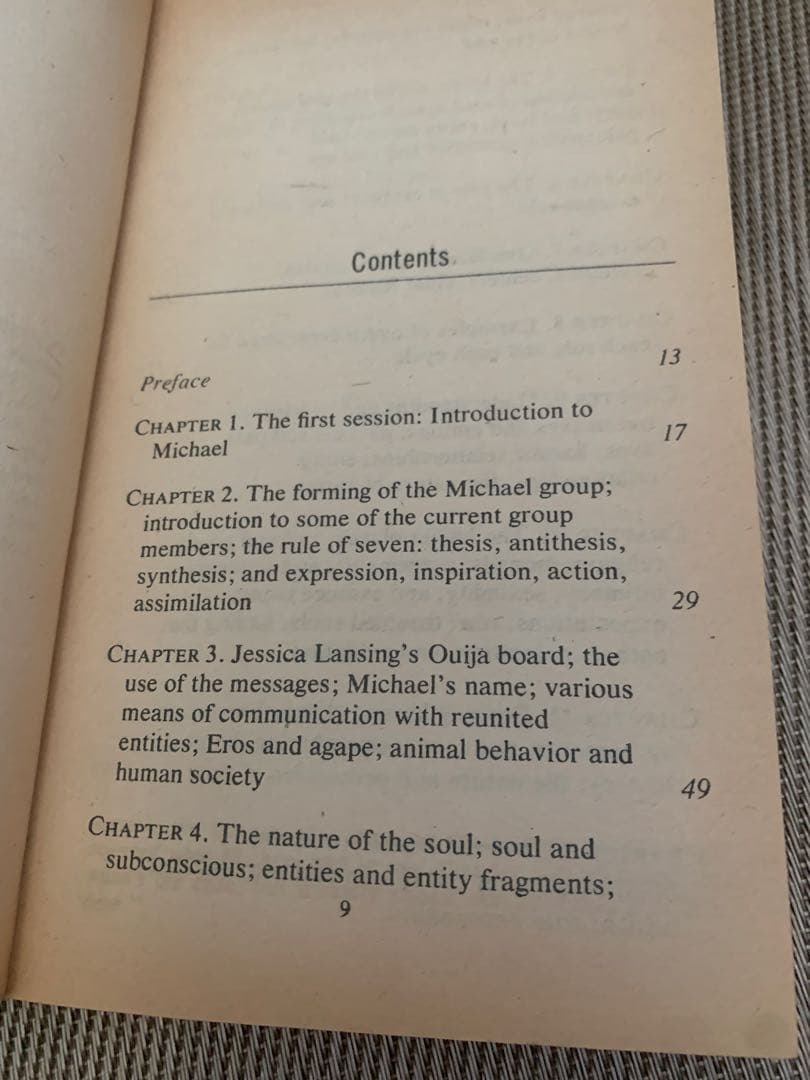 Contents
Preface 13
CHAPTER 1. The first session: Introduction to
Michael 17
CHAPTER 2. The forming of the Michael group;
introduction to some of the current group
members; the rule of seven: thesis, antithesis,
synthesis; and expression, inspiration, action,
assimilation 29
CHAPTER 3. Jessica Lansing's Ouija board; the
use of the messages; Michael's name; various
means of communication with reunited
entities; Eros and agape; animal behavior and
human society 49
CHAPTER 4. The nature of the soul; soul and
subconscious; entities and entity fragments;
9